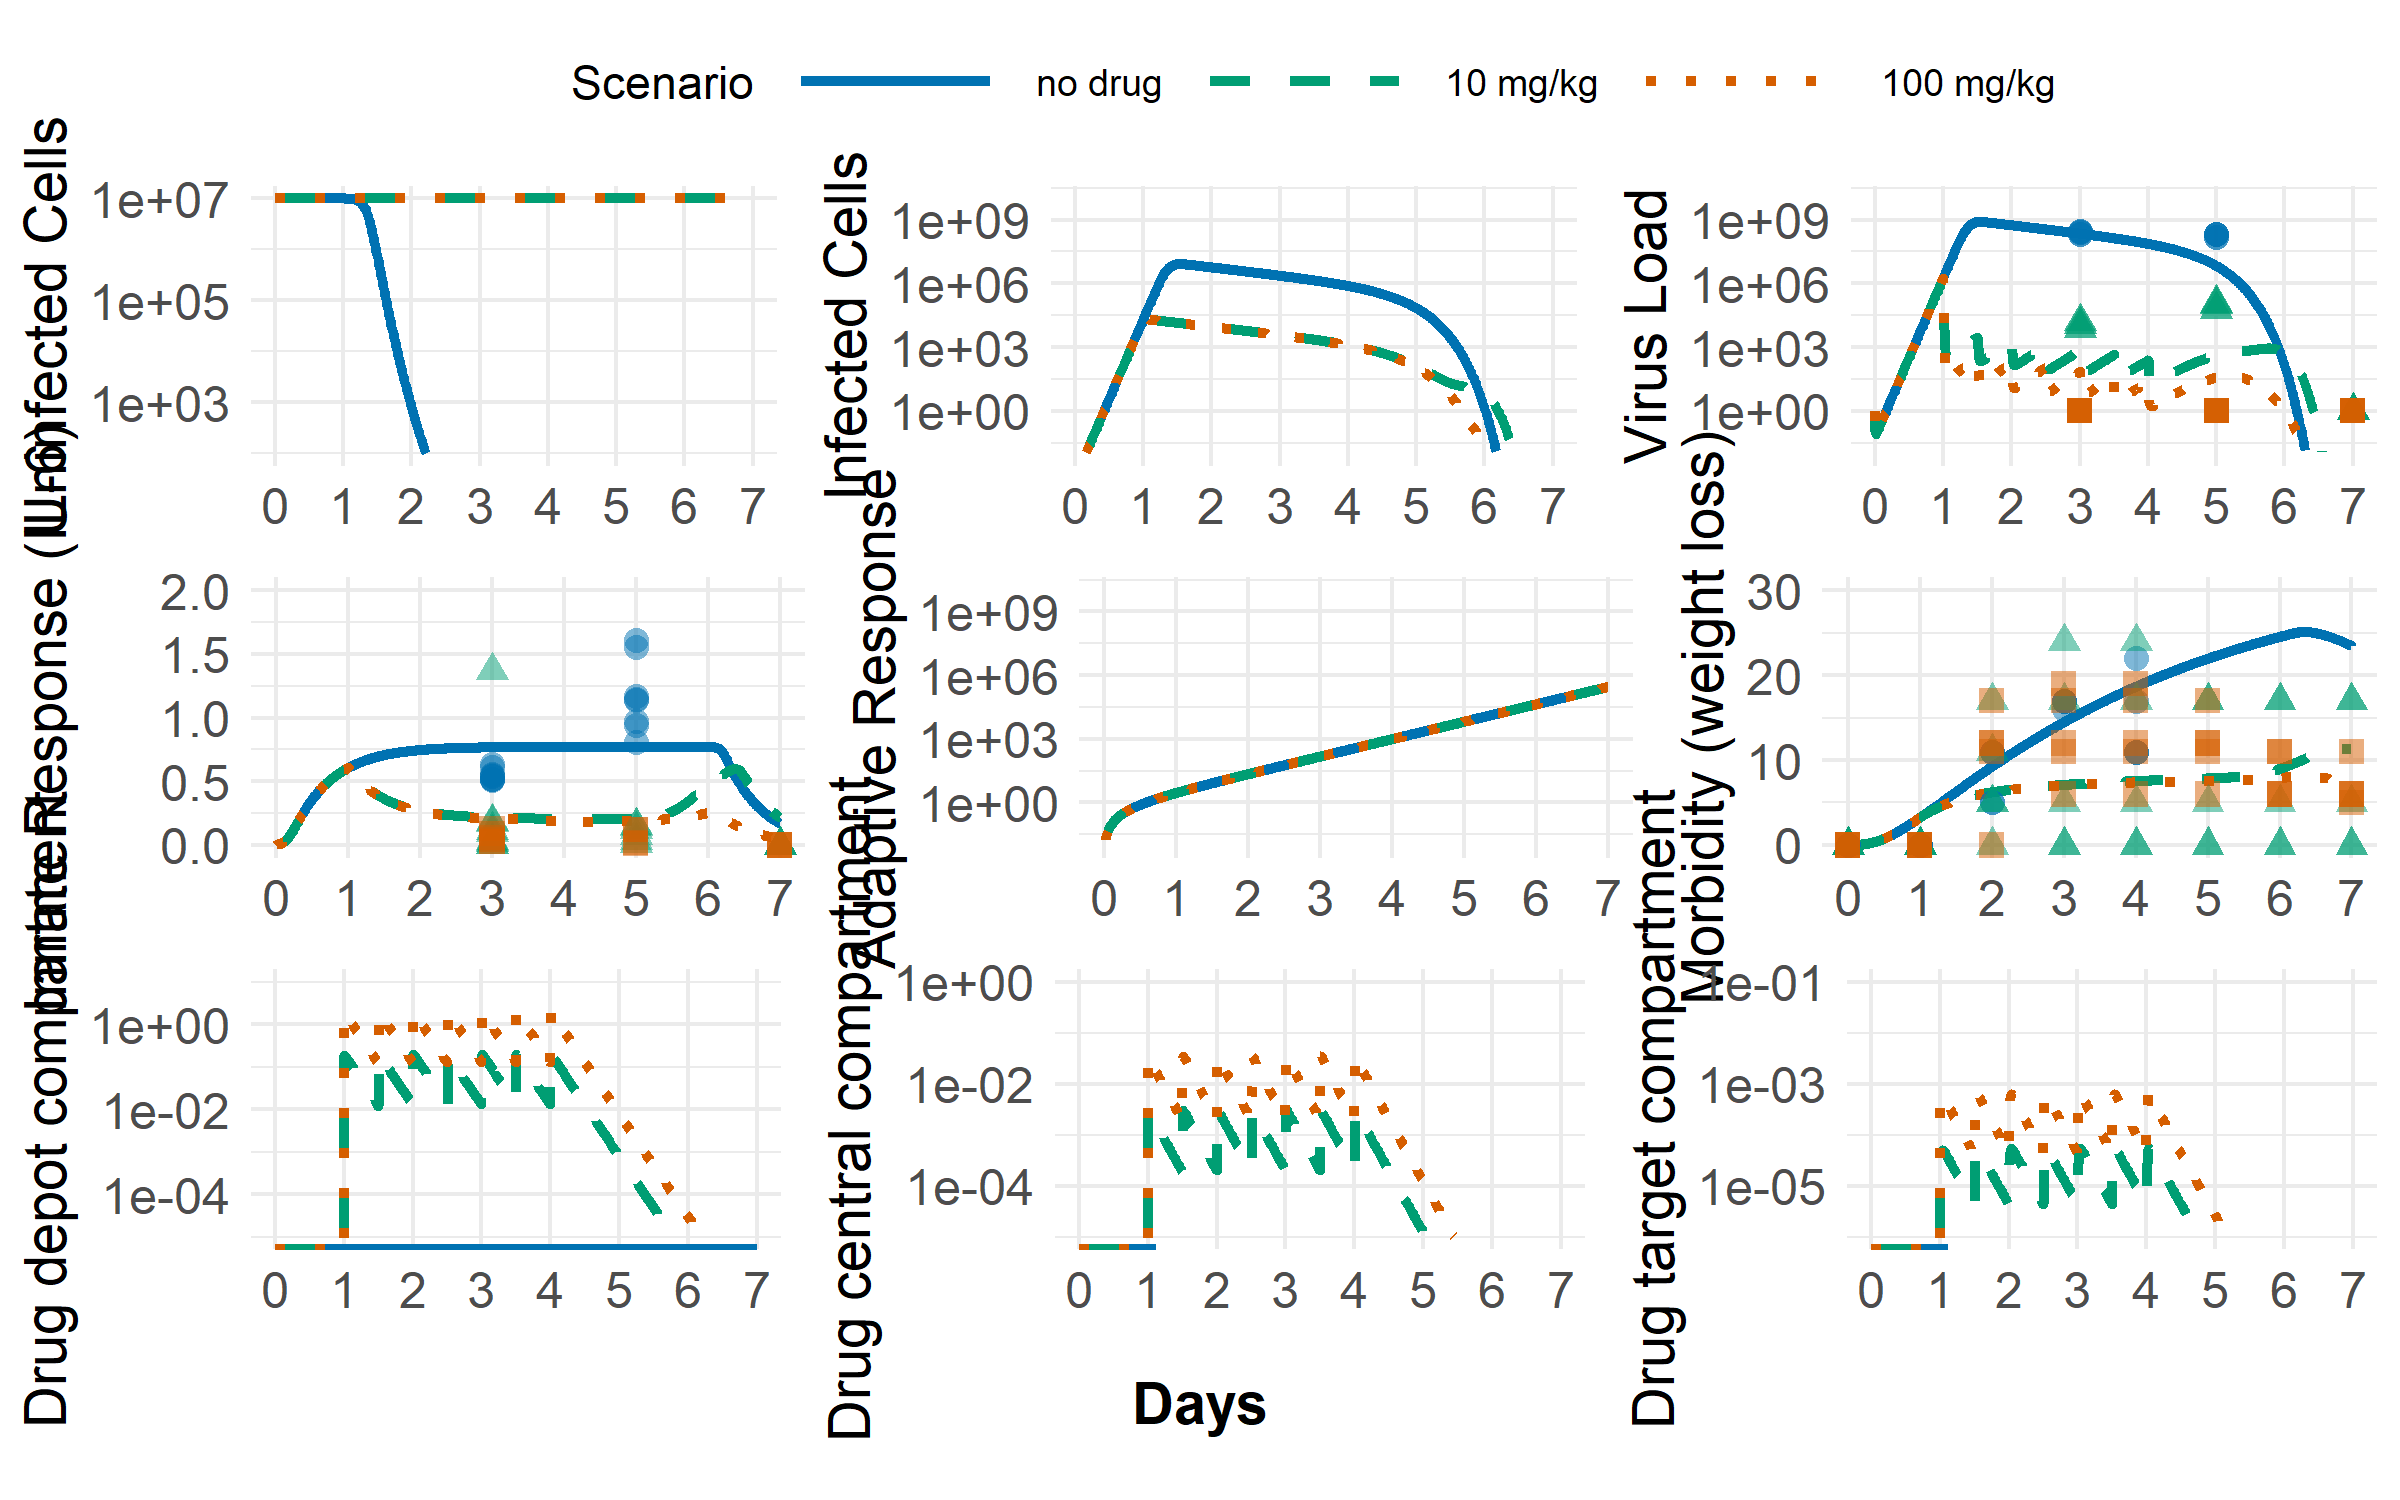 Scenario no drug 10 mg/kg 100 mg/kg
Uninfected Cells
1e+07
1e+05
1e+03
0 1 2 3 4 5 6 7
Infected Cells
1e+09
1e+06
1e+03
1e+00
0 1 2 3 4 5 6 7
Virus Load
1e+09
1e+06
1e+03
1e+00
0 1 2 3 4 5 6 7
Innate Response (IL-6)
2.0
1.5
1.0
0.5
0.0
0 1 2 3 4 5 6 7
Adaptive Response
1e+09
1e+06
1e+03
1e+00
0 1 2 3 4 5 6 7
Morbidity (weight loss)
30
20
10
0
0 1 2 3 4 5 6 7
Drug depot compartment
1e+00
1e-02
1e-04
0 1 2 3 4 5 6 7
Drug central compartment
1e+00
1e-02
1e-04
0 1 2 3 4 5 6 7
Drug target compartment
1e-01
1e-03
1e-05
0 1 2 3 4 5 6 7
Days